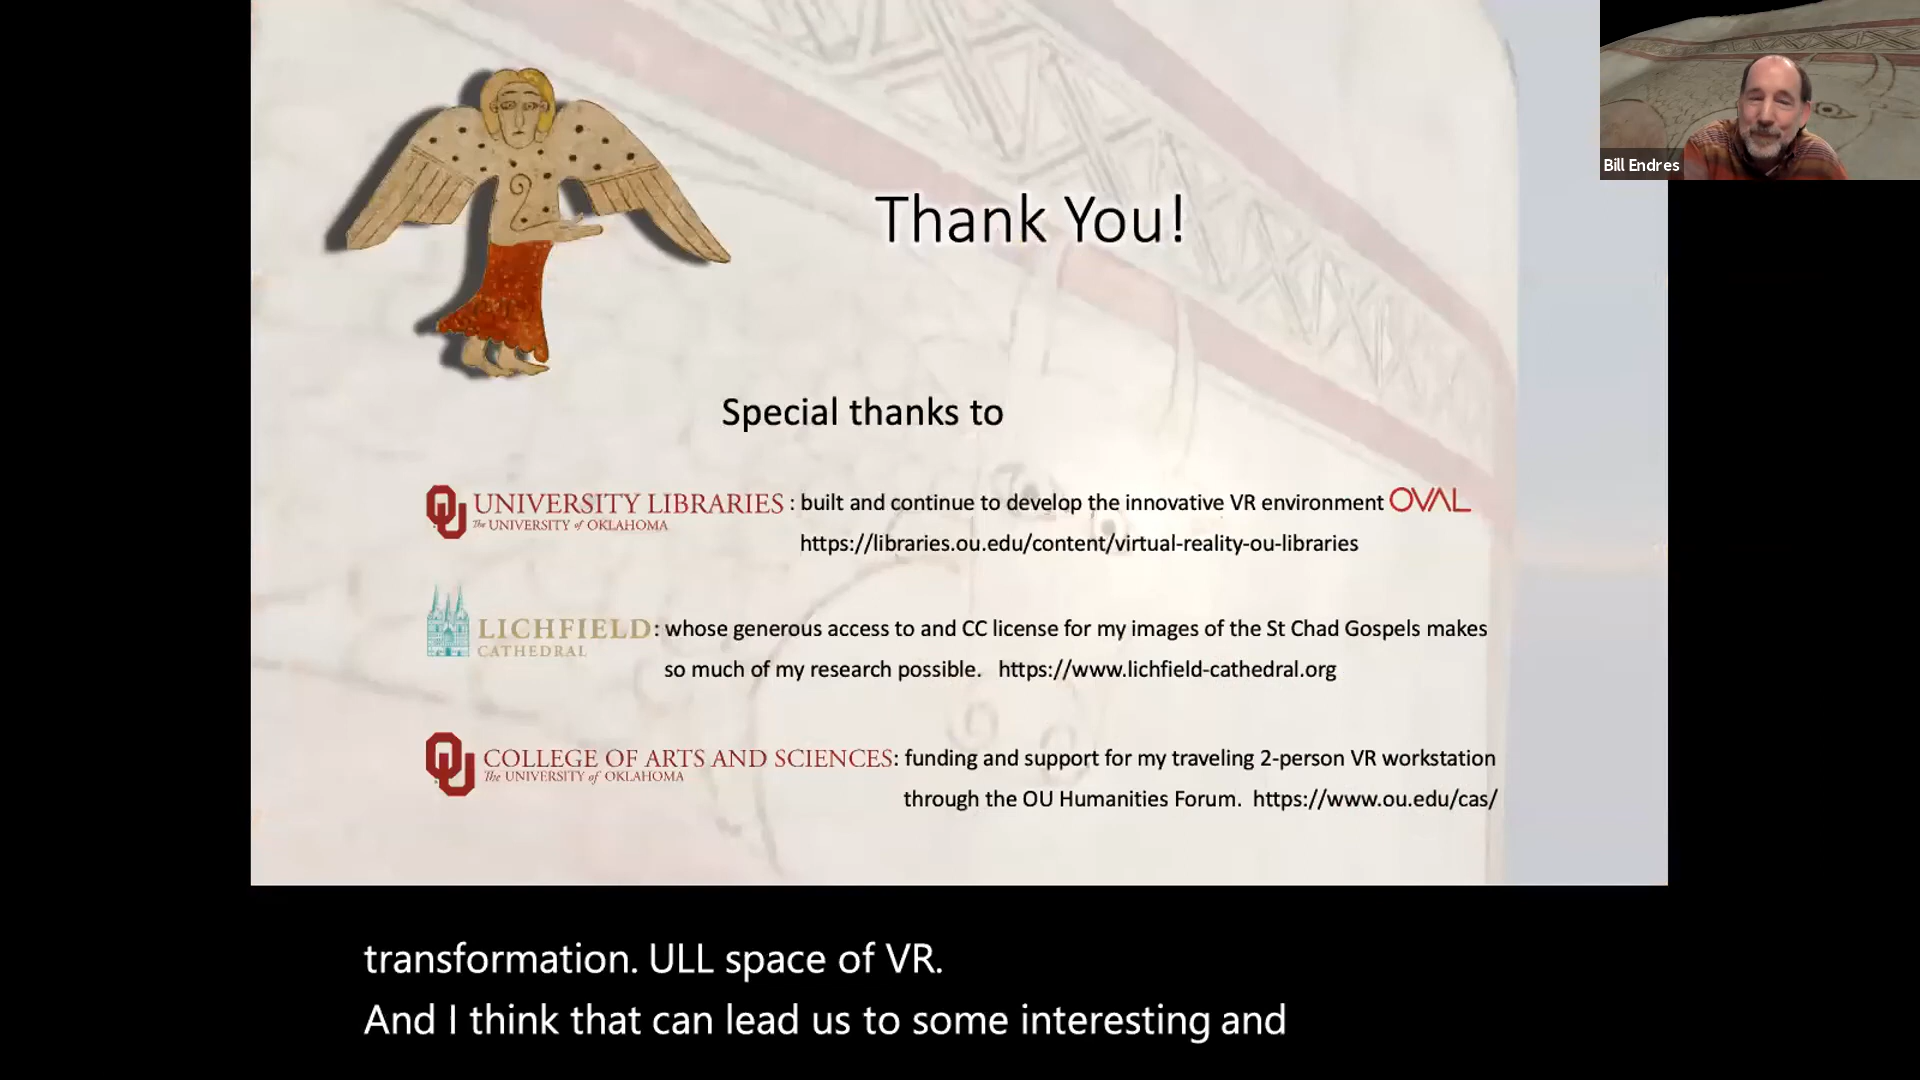 Bill Endres
Thank You!
Special thanks to
OU UNIVERSITY LIBRARIES : built and continue to develop the innovative VR environment OVAL
The UNIVERSITY of OKLAHOMA
https://libraries.ou.edu/content/virtual-reality-ou-libraries
LICHFIELD : whose generous access to and CC license for my images of the St Chad Gospels makes
CATHEDRAL
so much of my research possible. https://www.lichfield-cathedral.org
OU COLLEGE OF ARTS AND SCIENCES: funding and support for my traveling 2-person VR workstation
The UNIVERSITY of OKLAHOMA
through the OU Humanities Forum. https://www.ou.edu/cas/
transformation. ULL space of VR.
And I think that can lead us to some interesting and